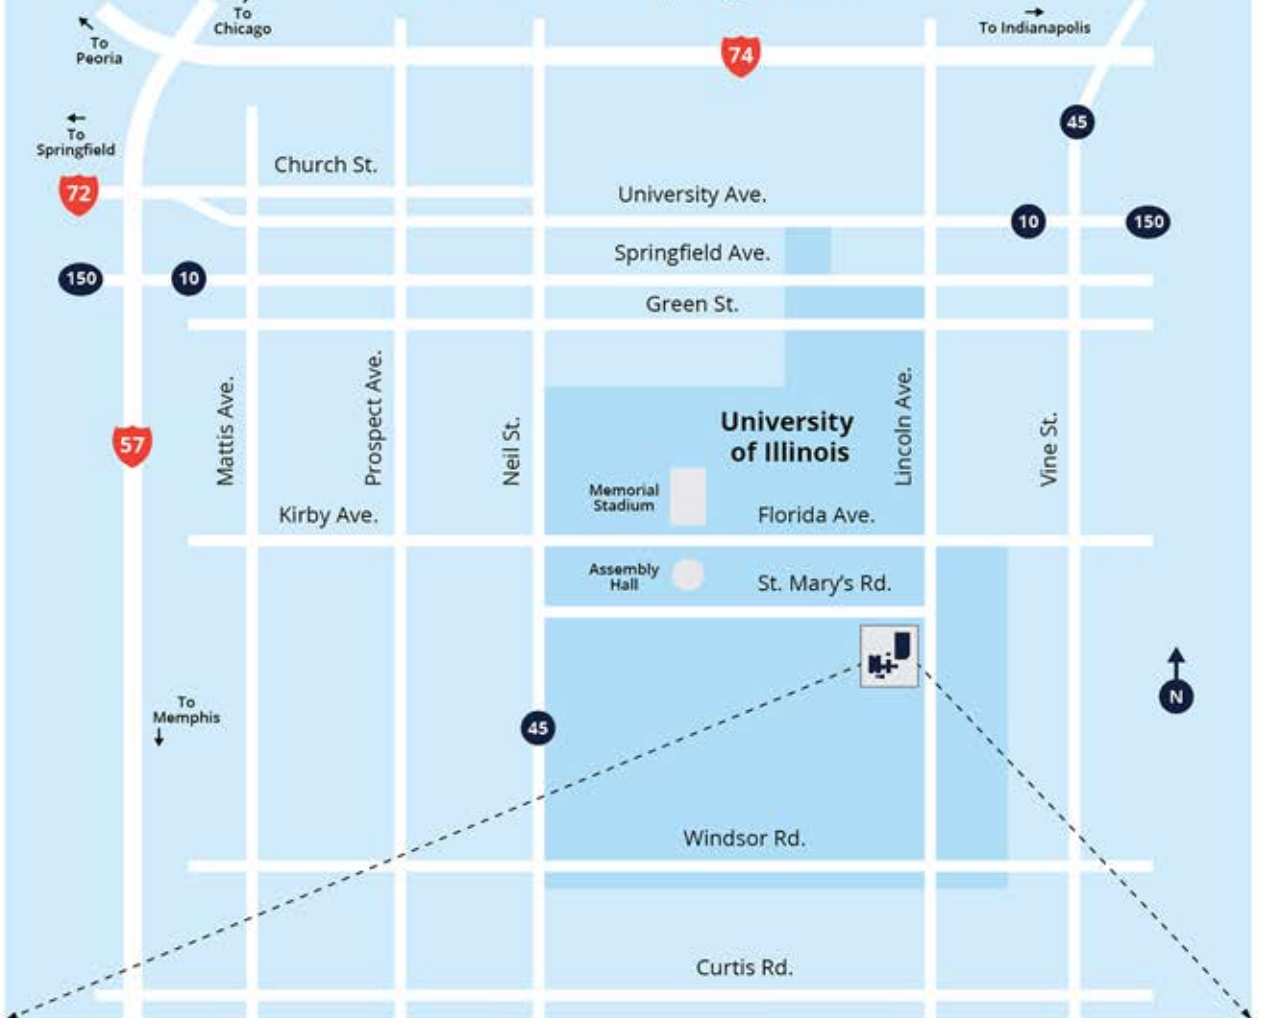 To
Chicago
To
Peoria
To Indianapolis
74
45
To
Springfield
72
Church St.
University Ave.
10
150
Springfield Ave.
150
10
Green St.
Mattis Ave.
Prospect Ave.
Neil St.
Lincoln Ave.
Vine St.
57
University
of Illinois
Memorial
Stadium
Kirby Ave.
Florida Ave.
Assembly
Hall
St. Mary's Rd.
N
To
Memphis
45
Windsor Rd.
Curtis Rd.